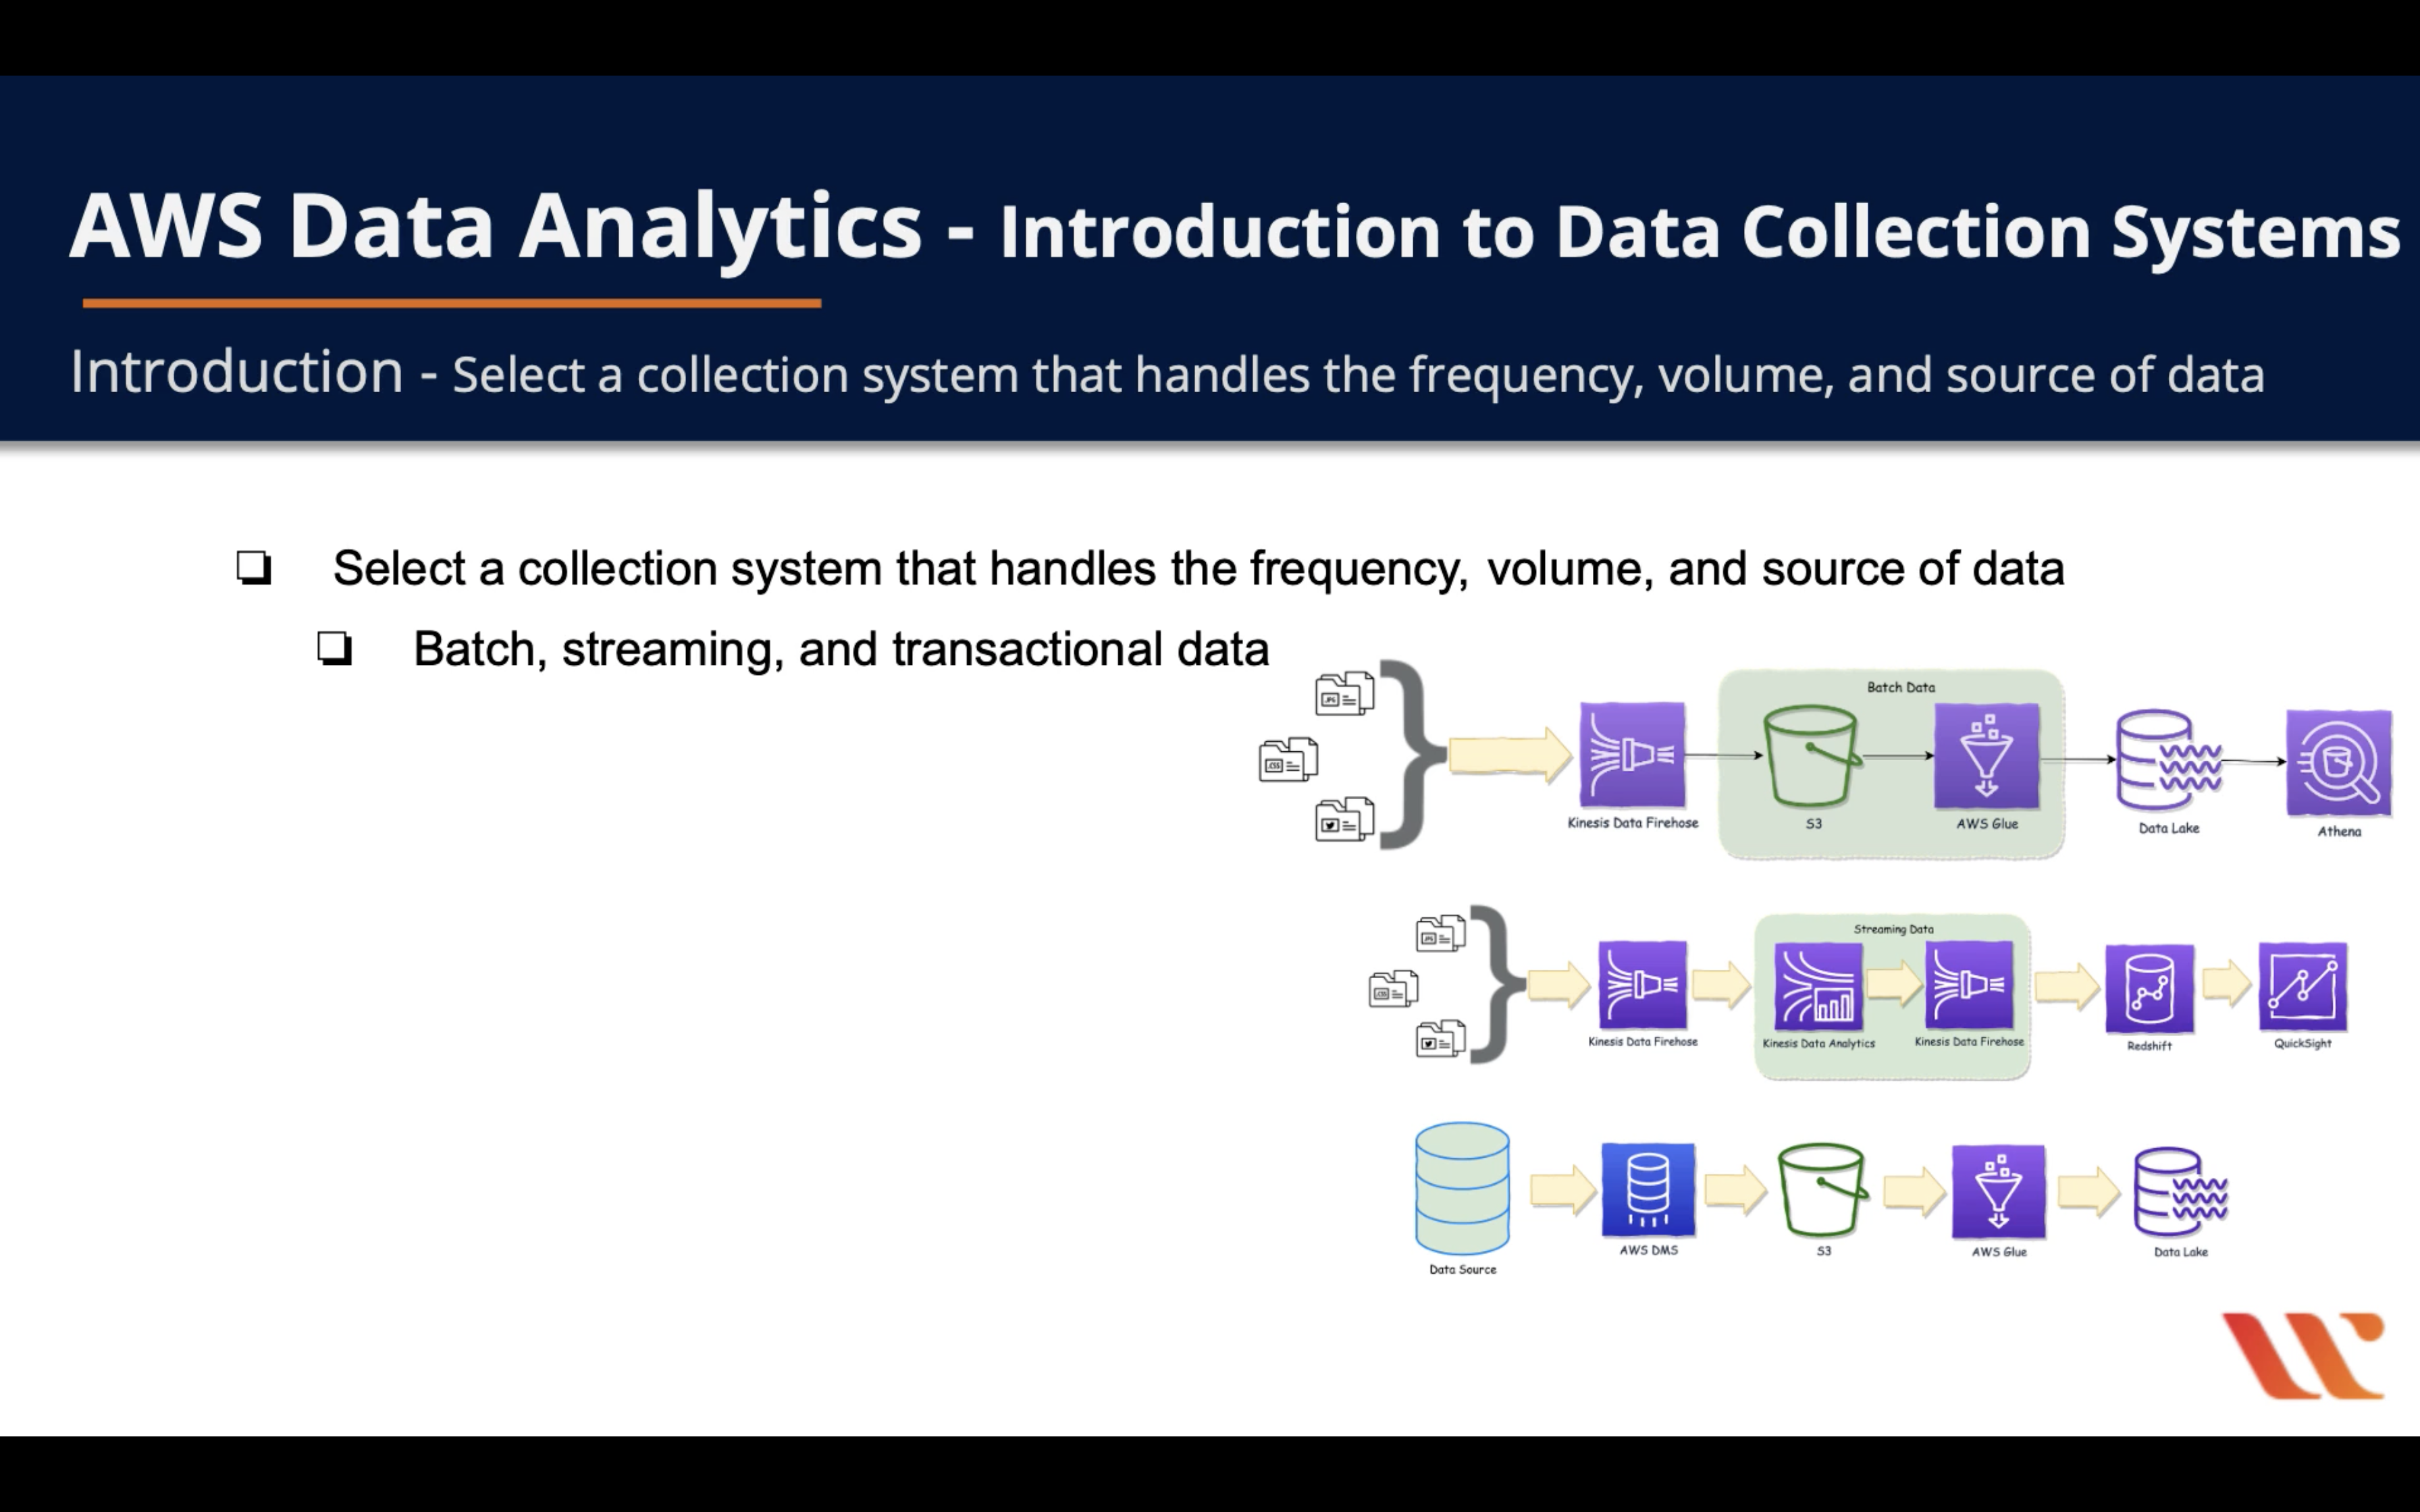 AWS Data Analytics - Introduction to Data Collection Systems
Introduction - Select a collection system that handles the frequency, volume, and source of data
Select a collection system that handles the frequency, volume, and source of data
Batch, streaming, and transactional data
Batch Data
Kinesis Data Firehose
S3
AWS Glue
Data Lake
Athena
Streaming Data
Kinesis Data Firehose
Kinesis Data Analytics
Kinesis Data Firehose
Redshift
QuickSight
Data Source
AWS DMS
S3
AWS Glue
Data Lake